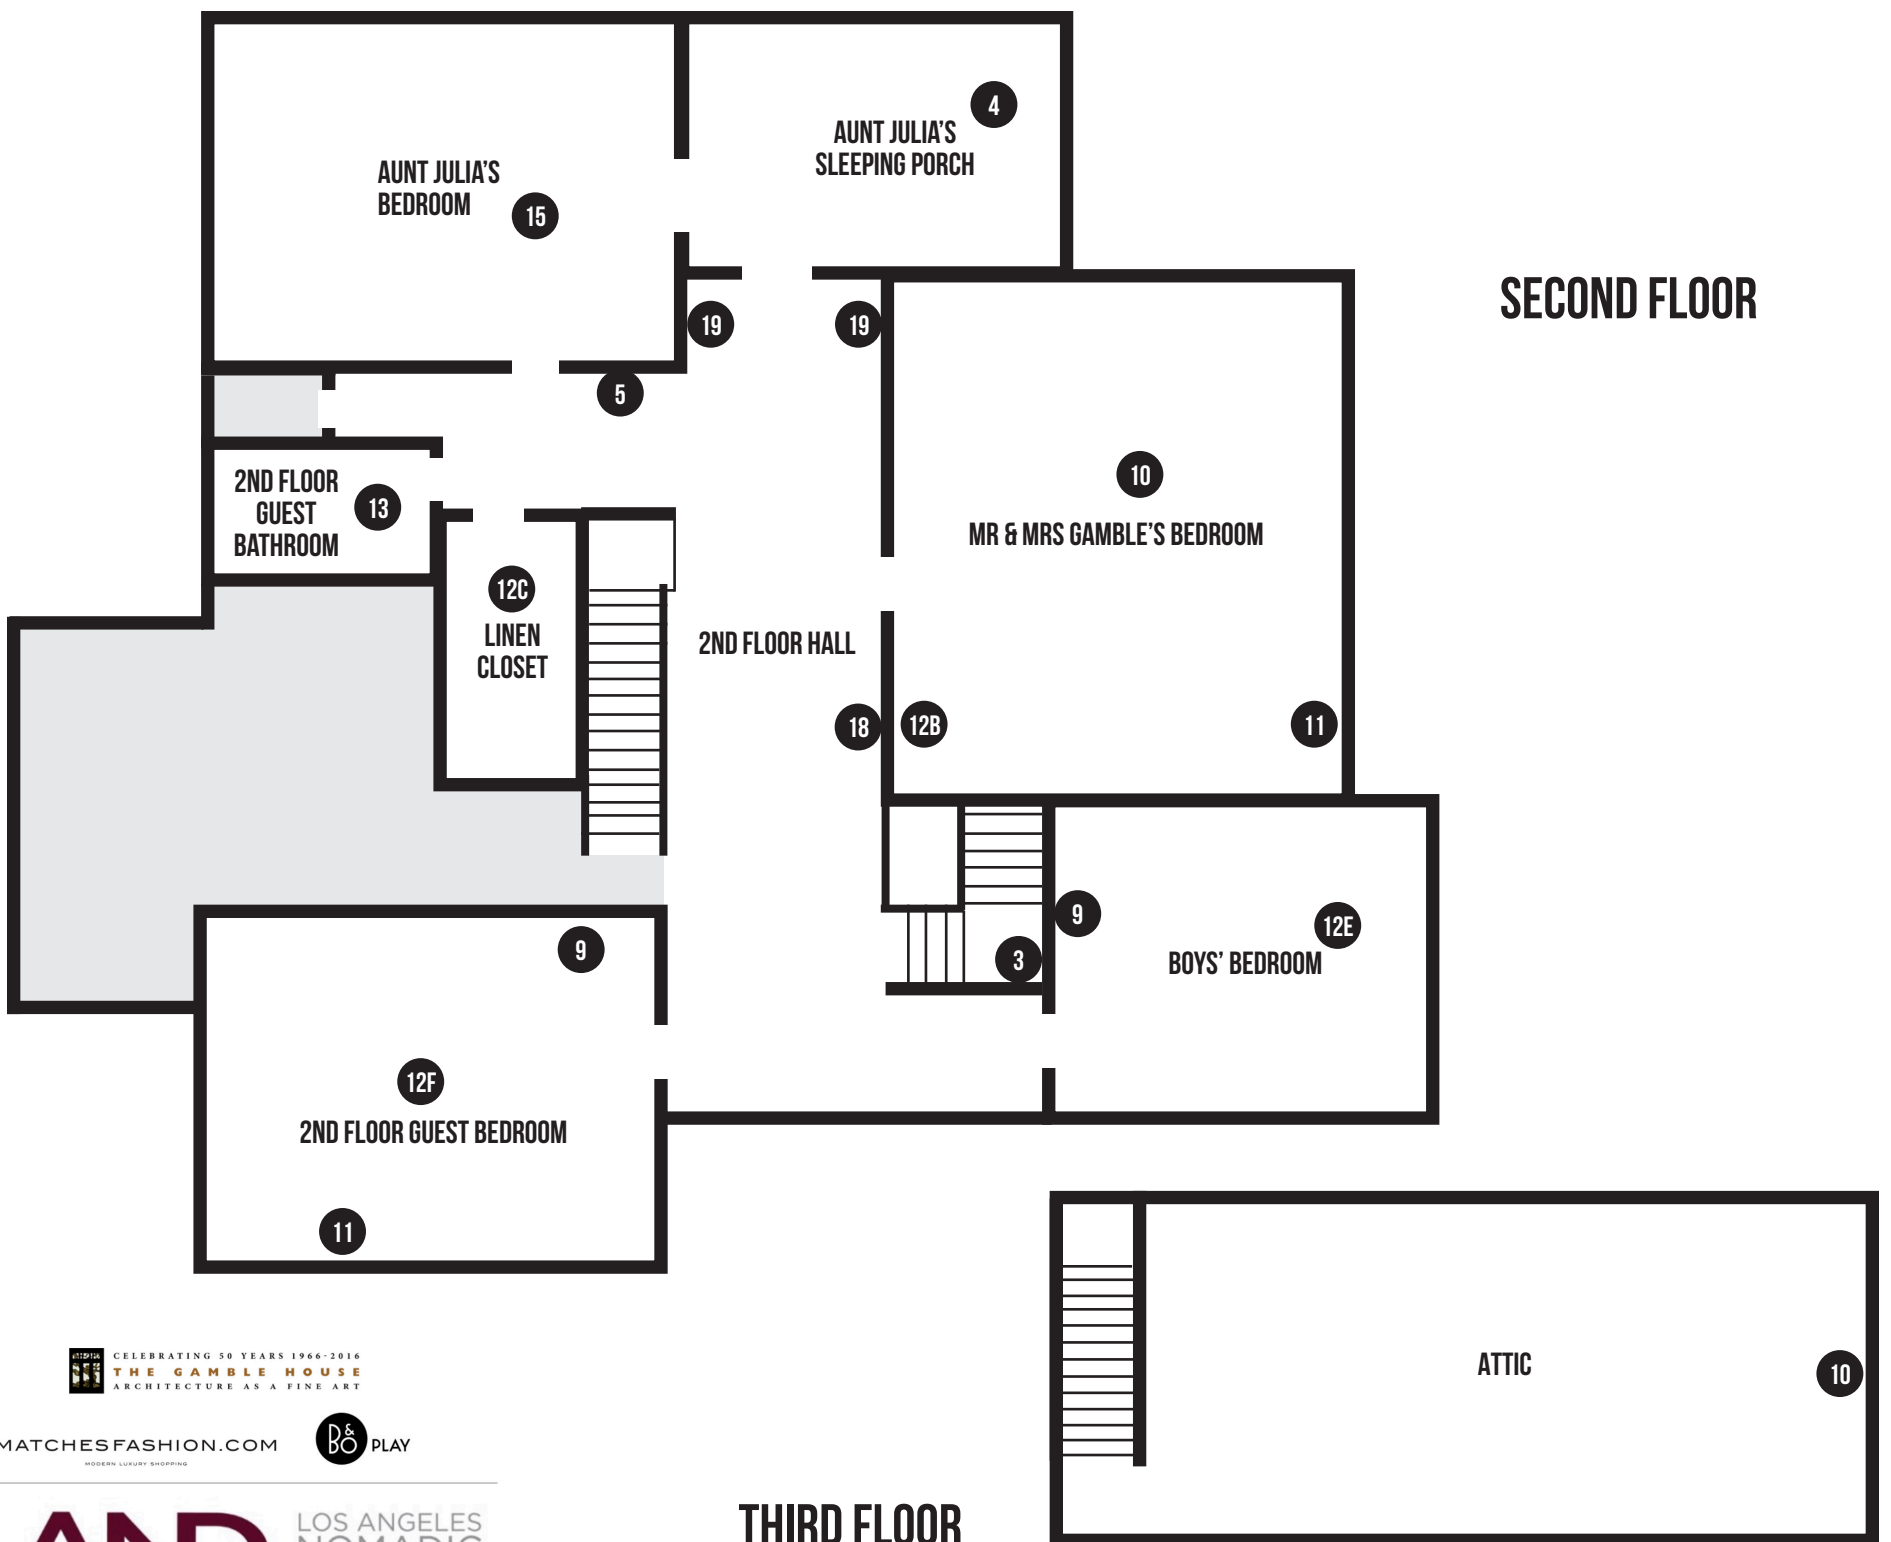 AUNT JULIA'S
SLEEPING PORCH
4
AUNT JULIA'S
BEDROOM
15
SECOND FLOOR
19
19
5
10
MR & MRS GAMBLE'S BEDROOM
2ND FLOOR
GUEST
BATHROOM
13
12C
LINEN
CLOSET
2ND FLOOR HALL
18
12B
11
9
12E
BOYS' BEDROOM
3
9
12F
2ND FLOOR GUEST BEDROOM
11
ATTIC
10
CELEBRATING 50 YEARS 1966-2016
THE GAMBLE HOUSE
ARCHITECTURE AS A FINE ART
MATCHESFASHION.COM
MODERN LUXURY SHOPPING
B&O PLAY
THIRD FLOOR
AND
LOS ANGELES
NOMADIC